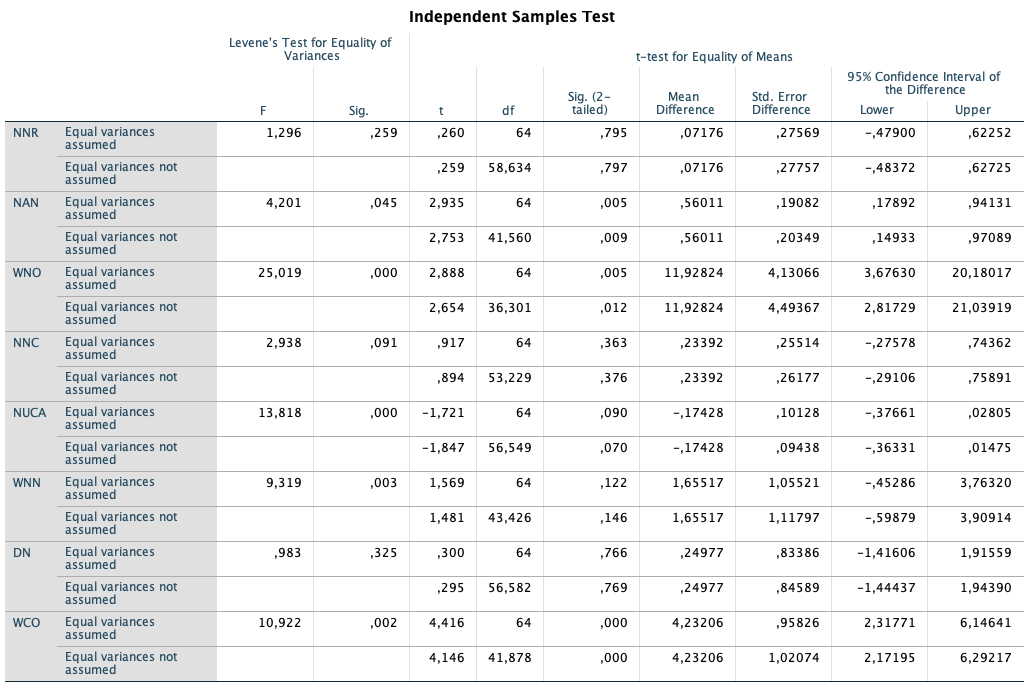 Independent Samples Test
Levene's Test for Equality of
Variances
t-test for Equality of Means
95% Confidence Interval of
the Difference
F Sig. t df Sig. (2-
tailed) Mean
Difference Std. Error
Difference Lower Upper
NNR Equal variances
assumed 1,296 ,259 ,260 64 ,795 ,07176 ,27569 -,47900 ,62252
Equal variances not
assumed ,259 58,634 ,797 ,07176 ,27757 -,48372 ,62725
NAN Equal variances
assumed 4,201 ,045 2,935 64 ,005 ,56011 ,19082 ,17892 ,94131
Equal variances not
assumed 2,753 41,560 ,009 ,56011 ,20349 ,14933 ,97089
WNO Equal variances
assumed 25,019 ,000 2,888 64 ,005 11,92824 4,13066 3,67630 20,18017
Equal variances not
assumed 2,654 36,301 ,012 11,92824 4,49367 2,81729 21,03919
NNC Equal variances
assumed 2,938 ,091 ,917 64 ,363 ,23392 ,25514 -,27578 ,74362
Equal variances not
assumed ,894 53,229 ,376 ,23392 ,26177 -,29106 ,75891
NUCA Equal variances
assumed 13,818 ,000 -1,721 64 ,090 -,17428 ,10128 -,37661 ,02805
Equal variances not
assumed -1,847 56,549 ,070 -,17428 ,09438 -,36331 ,01475
WNN Equal variances
assumed 9,319 ,003 1,569 64 ,122 1,65517 1,05521 -,45286 3,76320
Equal variances not
assumed 1,481 43,426 ,146 1,65517 1,11797 -,59879 3,90914
DN Equal variances
assumed ,983 ,325 ,300 64 ,766 ,24977 ,83386 -1,41606 1,91559
Equal variances not
assumed ,295 56,582 ,769 ,24977 ,84589 -1,44437 1,94390
WCO Equal variances
assumed 10,922 ,002 4,416 64 ,000 4,23206 ,95826 2,31771 6,14641
Equal variances not
assumed 4,146 41,878 ,000 4,23206 1,02074 2,17195 6,29217